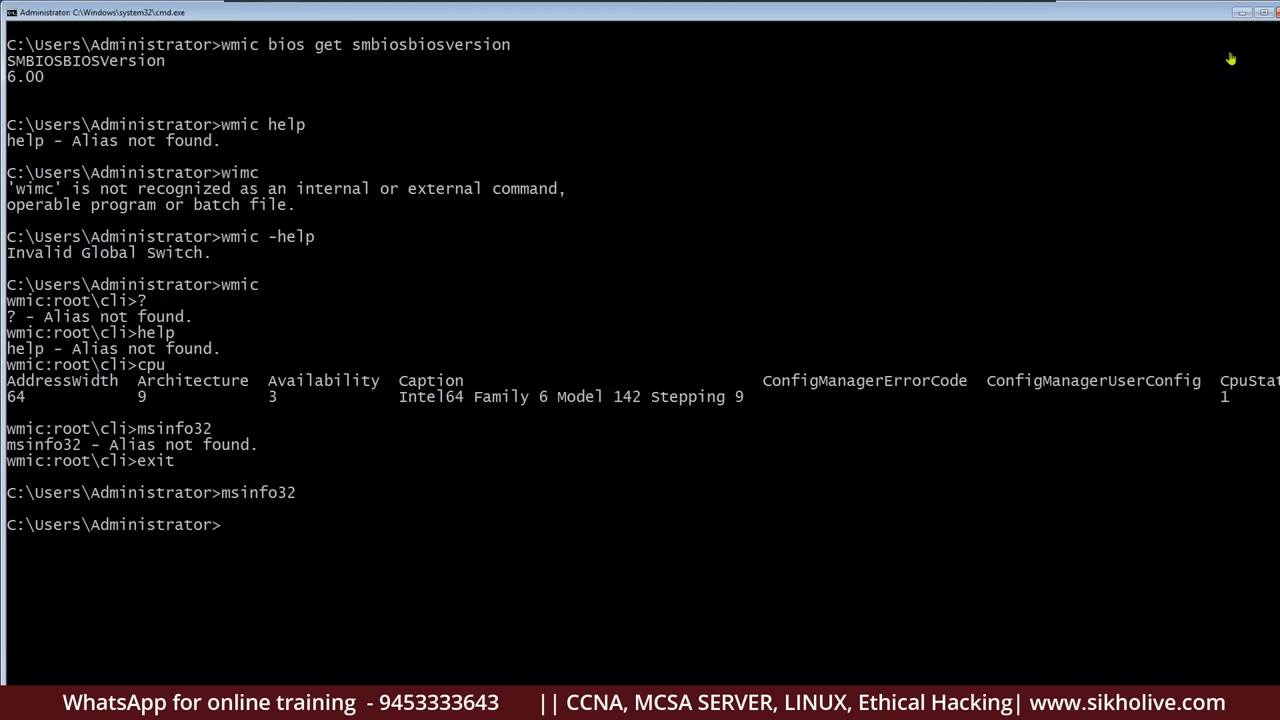 Administrator: C:\Windows\system32\cmd.exe
C:\Users\Administrator>wmic bios get smbiosbiosversion
SMBIOSBIOSVersion
6.00
C:\Users\Administrator>wmic help
help - Alias not found.
C:\Users\Administrator>wimc
'wimc' is not recognized as an internal or external command,
operable program or batch file.
C:\Users\Administrator>wmic -help
Invalid Global Switch.
C:\Users\Administrator>wmic
wmic:root\cli>?
? - Alias not found.
wmic:root\cli>help
help - Alias not found.
wmic:root\cli>cpu
AddressWidth  Architecture  Availability  Caption  ConfigManagerErrorCode  ConfigManagerUserConfig  CpuStat
64  9  3  Intel64 Family 6 Model 142 Stepping 9  1
wmic:root\cli>msinfo32
msinfo32 - Alias not found.
wmic:root\cli>exit
C:\Users\Administrator>msinfo32
C:\Users\Administrator>
WhatsApp for online training - 9453333643 || CCNA, MCSA SERVER, LINUX, Ethical Hacking| www.sikholive.com